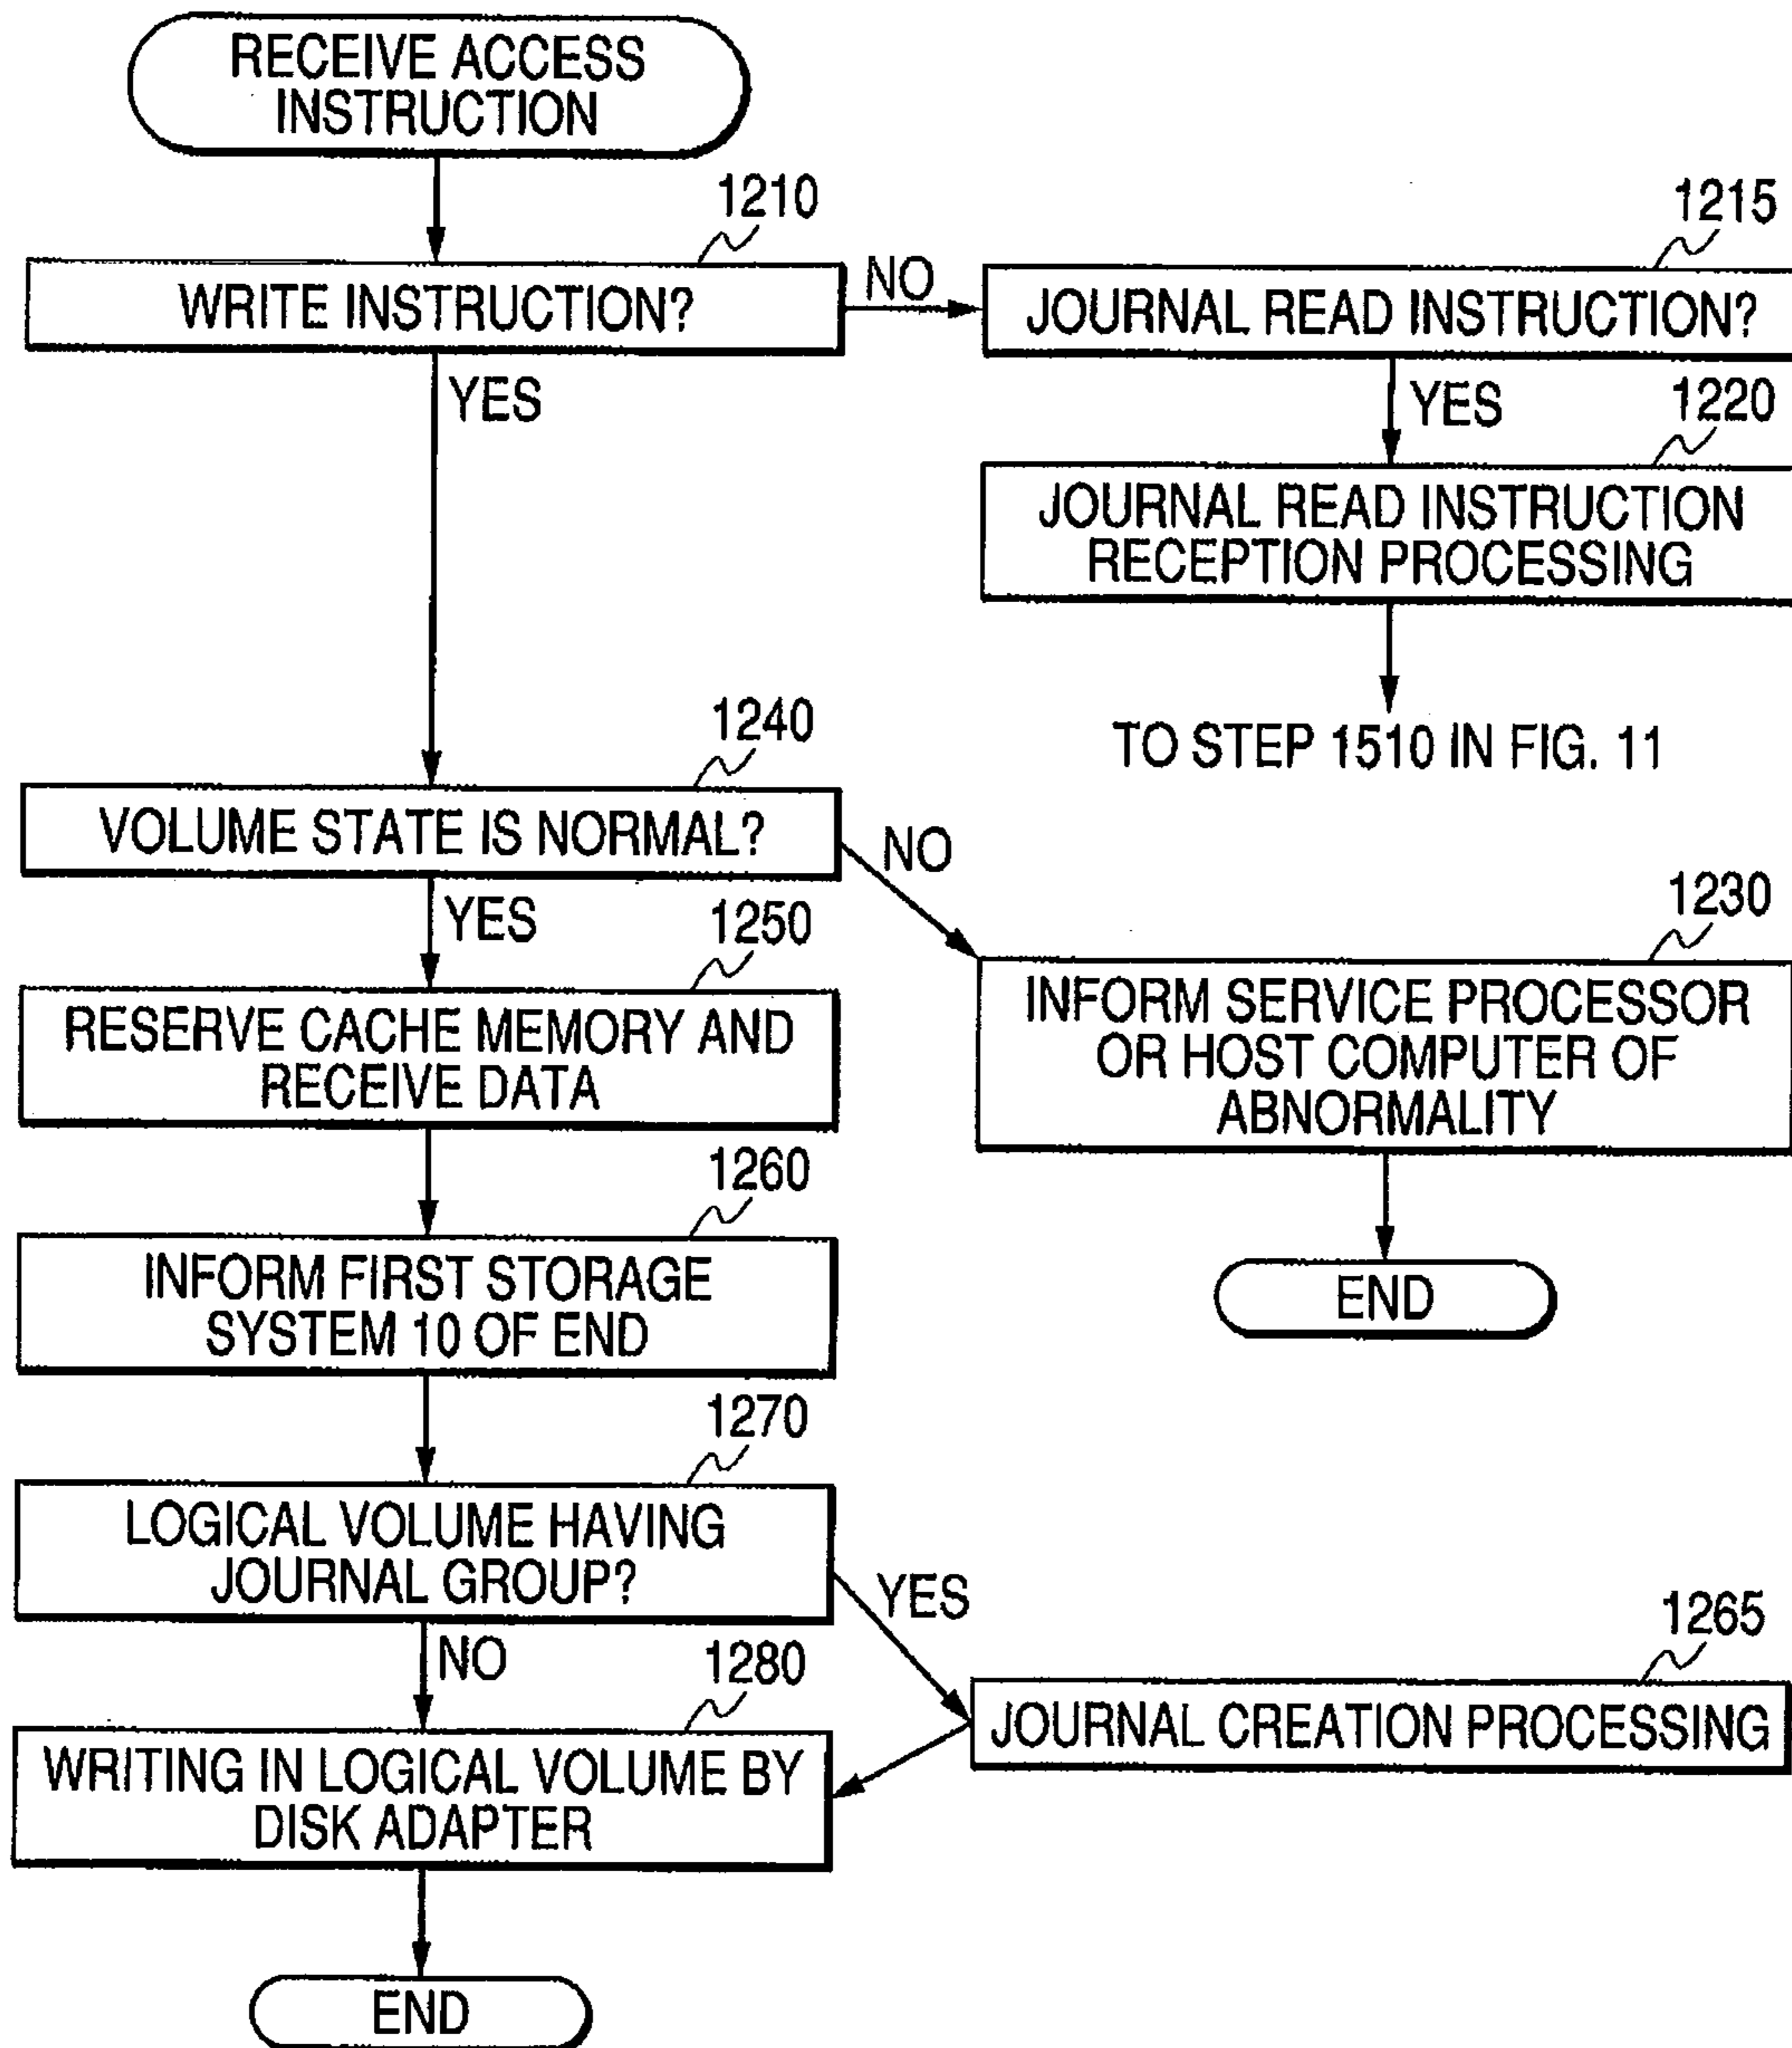 RECEIVE ACCESS
INSTRUCTION
1210
WRITE INSTRUCTION?
NO
1215
JOURNAL READ INSTRUCTION?
YES
YES
1220
JOURNAL READ INSTRUCTION
RECEPTION PROCESSING
TO STEP 1510 IN FIG. 11
1240
VOLUME STATE IS NORMAL?
NO
YES
1230
INFORM SERVICE PROCESSOR
OR HOST COMPUTER OF
ABNORMALITY
END
1250
RESERVE CACHE MEMORY AND
RECEIVE DATA
1260
INFORM FIRST STORAGE
SYSTEM 10 OF END
1270
LOGICAL VOLUME HAVING
JOURNAL GROUP?
YES
NO
1265
JOURNAL CREATION PROCESSING
1280
WRITING IN LOGICAL VOLUME BY
DISK ADAPTER
END